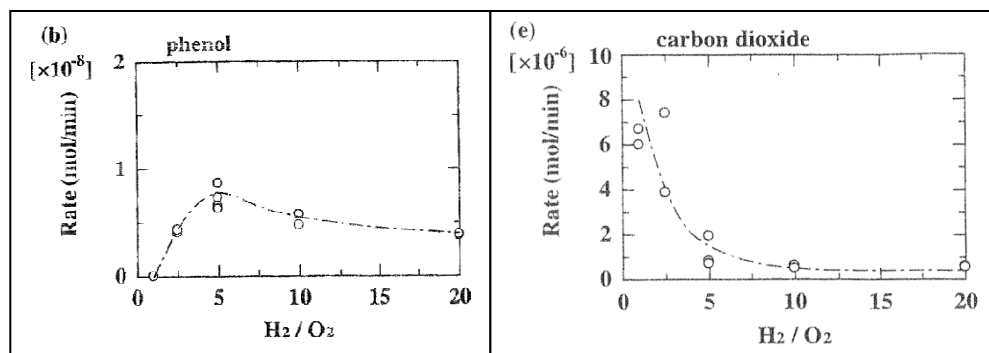 (b)
phenol
[×10⁻⁸]
2
1
0
Rate (mol/min)
0 5 10 15 20
H₂ / O₂
(e)
carbon dioxide
[×10⁻⁶]
10
8
6
4
2
0
Rate (mol/min)
0 5 10 15 20
H₂ / O₂